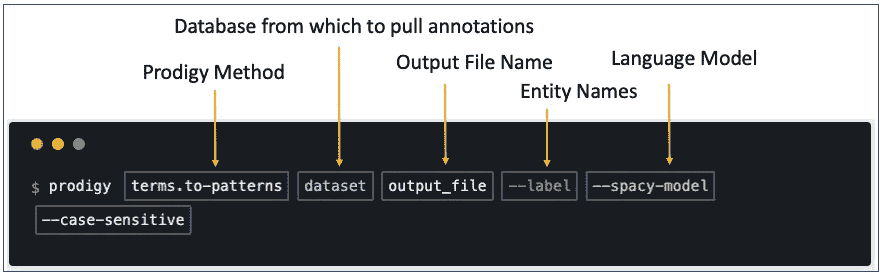 Database from which to pull annotations
Prodigy Method
Output File Name
Language Model
Entity Names
$ prodigy terms.to-patterns dataset output_file --label --spacy-model
--case-sensitive